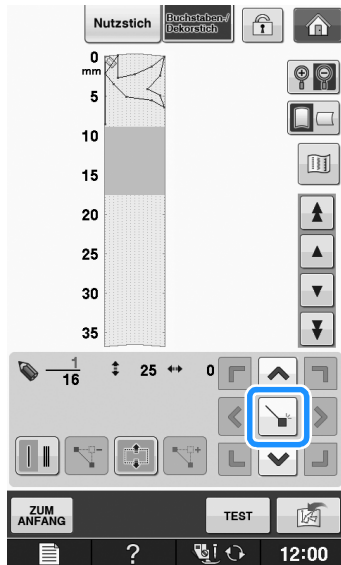 Nutzstich
Buchstaben-/
Dekorstich
0
mm
5
10
15
20
25
30
35
1
16
25
0
ZUM
ANFANG
TEST
?
12:00